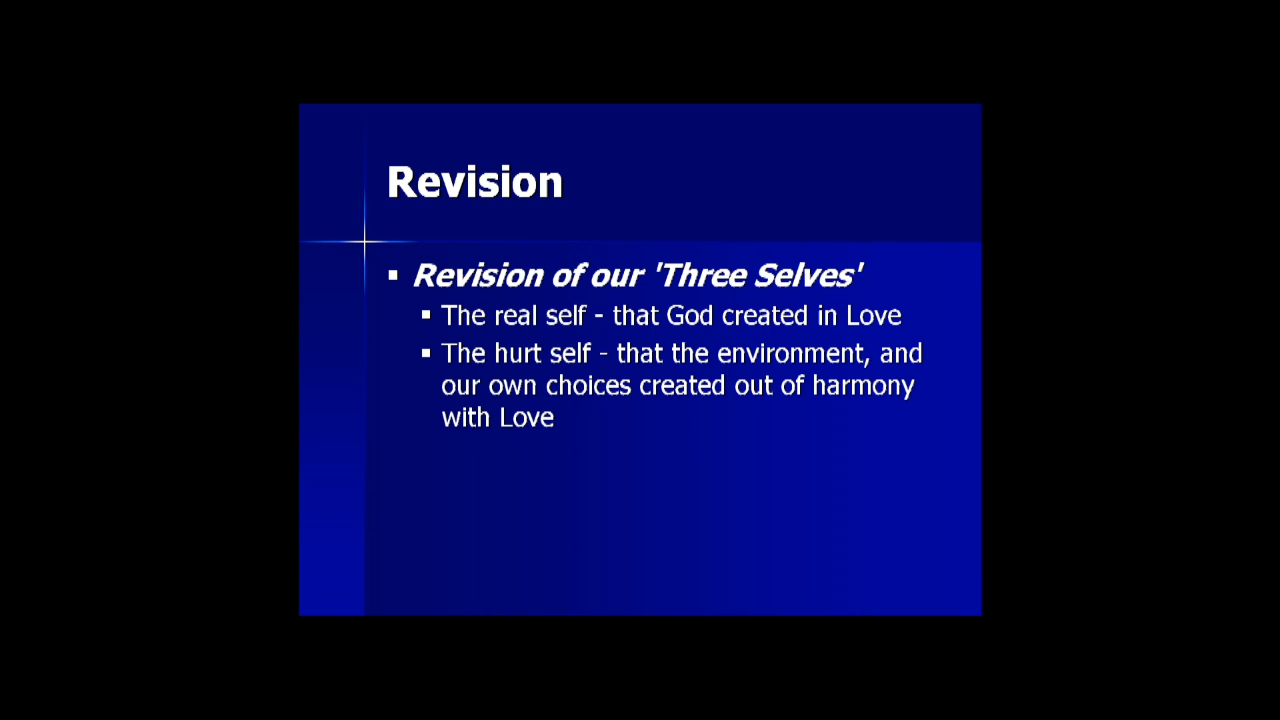 Revision
Revision of our 'Three Selves'
The real self - that God created in Love
The hurt self - that the environment, and
our own choices created out of harmony
with Love